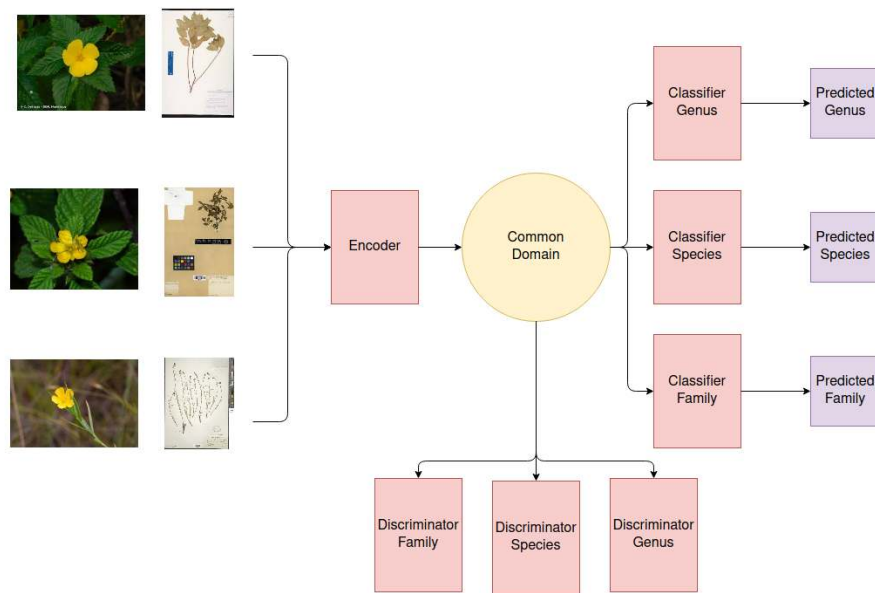 Classifier
Genus
Predicted
Genus
Encoder
Common
Domain
Classifier
Species
Predicted
Species
Classifier
Family
Predicted
Family
Discriminator
Family
Discriminator
Species
Discriminator
Genus